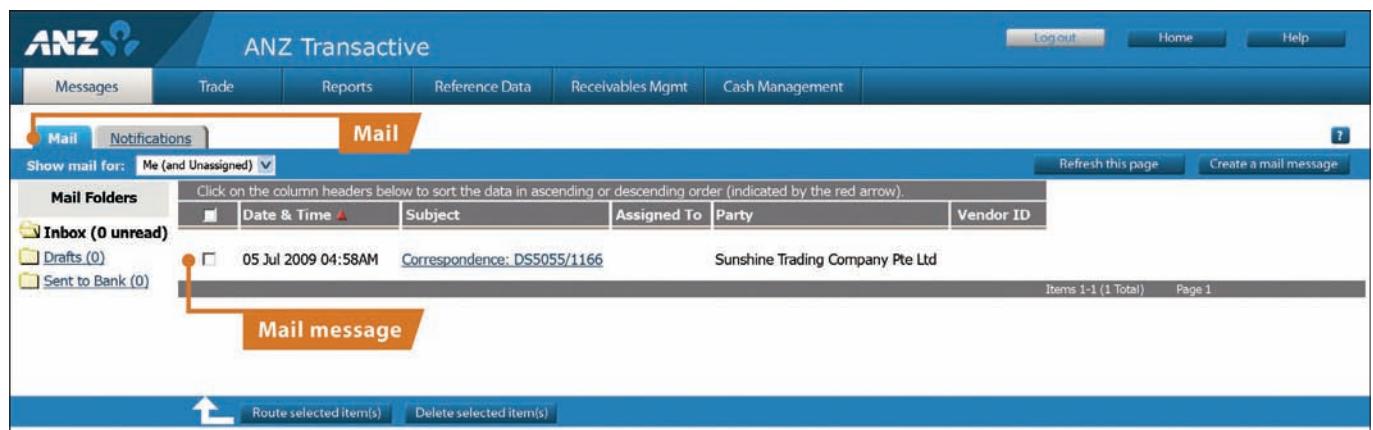 ANZ ANZ Transactive Log out Home Help
Messages Trade Reports Reference Data Receivables Mgmt Cash Management
Mail Notifications Mail ?
Show mail for: Me (and Unassigned) Refresh this page Create a mail message
Mail Folders Click on the column headers below to sort the data in ascending or descending order (indicated by the red arrow).
Date & Time Subject Assigned To Party Vendor ID
Inbox (0 unread)
Drafts (0) 05 Jul 2009 04:58AM Correspondence: DS5055/1166 Sunshine Trading Company Pte Ltd
Sent to Bank (0)
Items 1-1 (1 Total) Page 1
Mail message
Route selected item(s) Delete selected item(s)